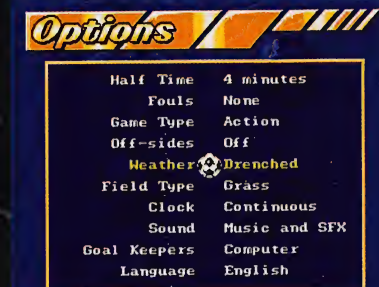 Options
Half Time 4 minutes
Fouls None
Game Type Action
Off-sides Off
Weather Drenched
Field Type Grass
Clock Continuous
Sound Music and SFX
Goal Keepers Computer
Language English